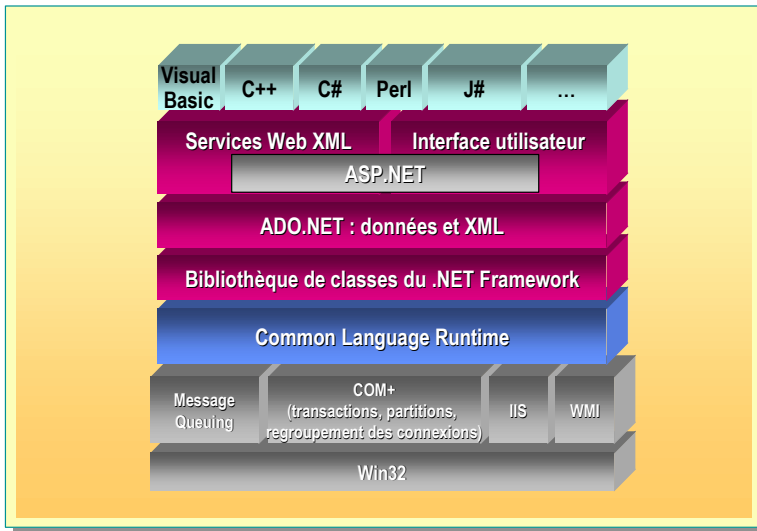 Visual
Basic
C++
C#
Perl
J#
...
Services Web XML
Interface utilisateur
ASP.NET
ADO.NET : données et XML
Bibliothèque de classes du .NET Framework
Common Language Runtime
Message
Queuing
COM+
(transactions, partitions,
regroupement des connexions)
IIS
WMI
Win32